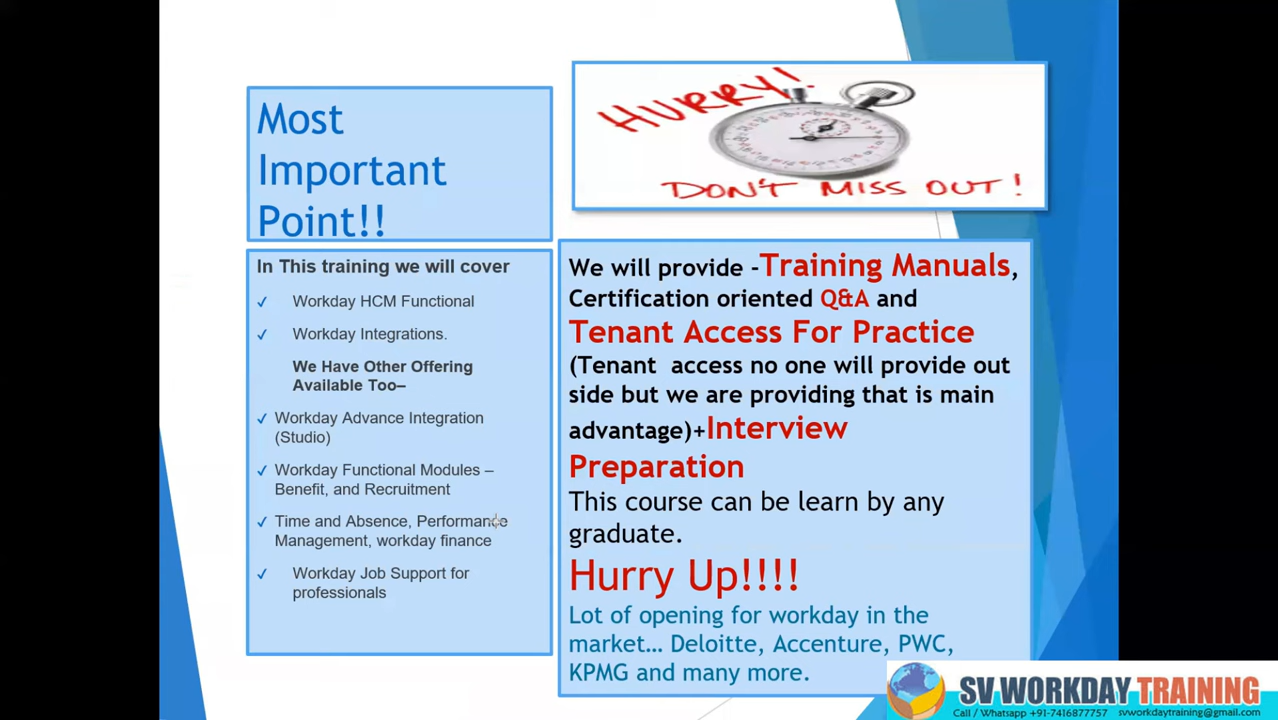 Most
Important
Point!!
HURRY!
DON'T MISS OUT!
In This training we will cover
✓ Workday HCM Functional
✓ Workday Integrations.
We Have Other Offering
Available Too–
✓ Workday Advance Integration
(Studio)
✓ Workday Functional Modules –
Benefit, and Recruitment
✓ Time and Absence, Performance
Management, workday finance
✓ Workday Job Support for
professionals
We will provide -Training Manuals,
Certification oriented Q&A and
Tenant Access For Practice
(Tenant access no one will provide out
side but we are providing that is main
advantage)+Interview
Preparation
This course can be learn by any
graduate.
Hurry Up!!!!
Lot of opening for workday in the
market… Deloitte, Accenture, PWC,
KPMG and many more.
SV WORKDAY TRAINING
Call / Whatsapp +91-7416877757 svworkdaytraining@gmail.com